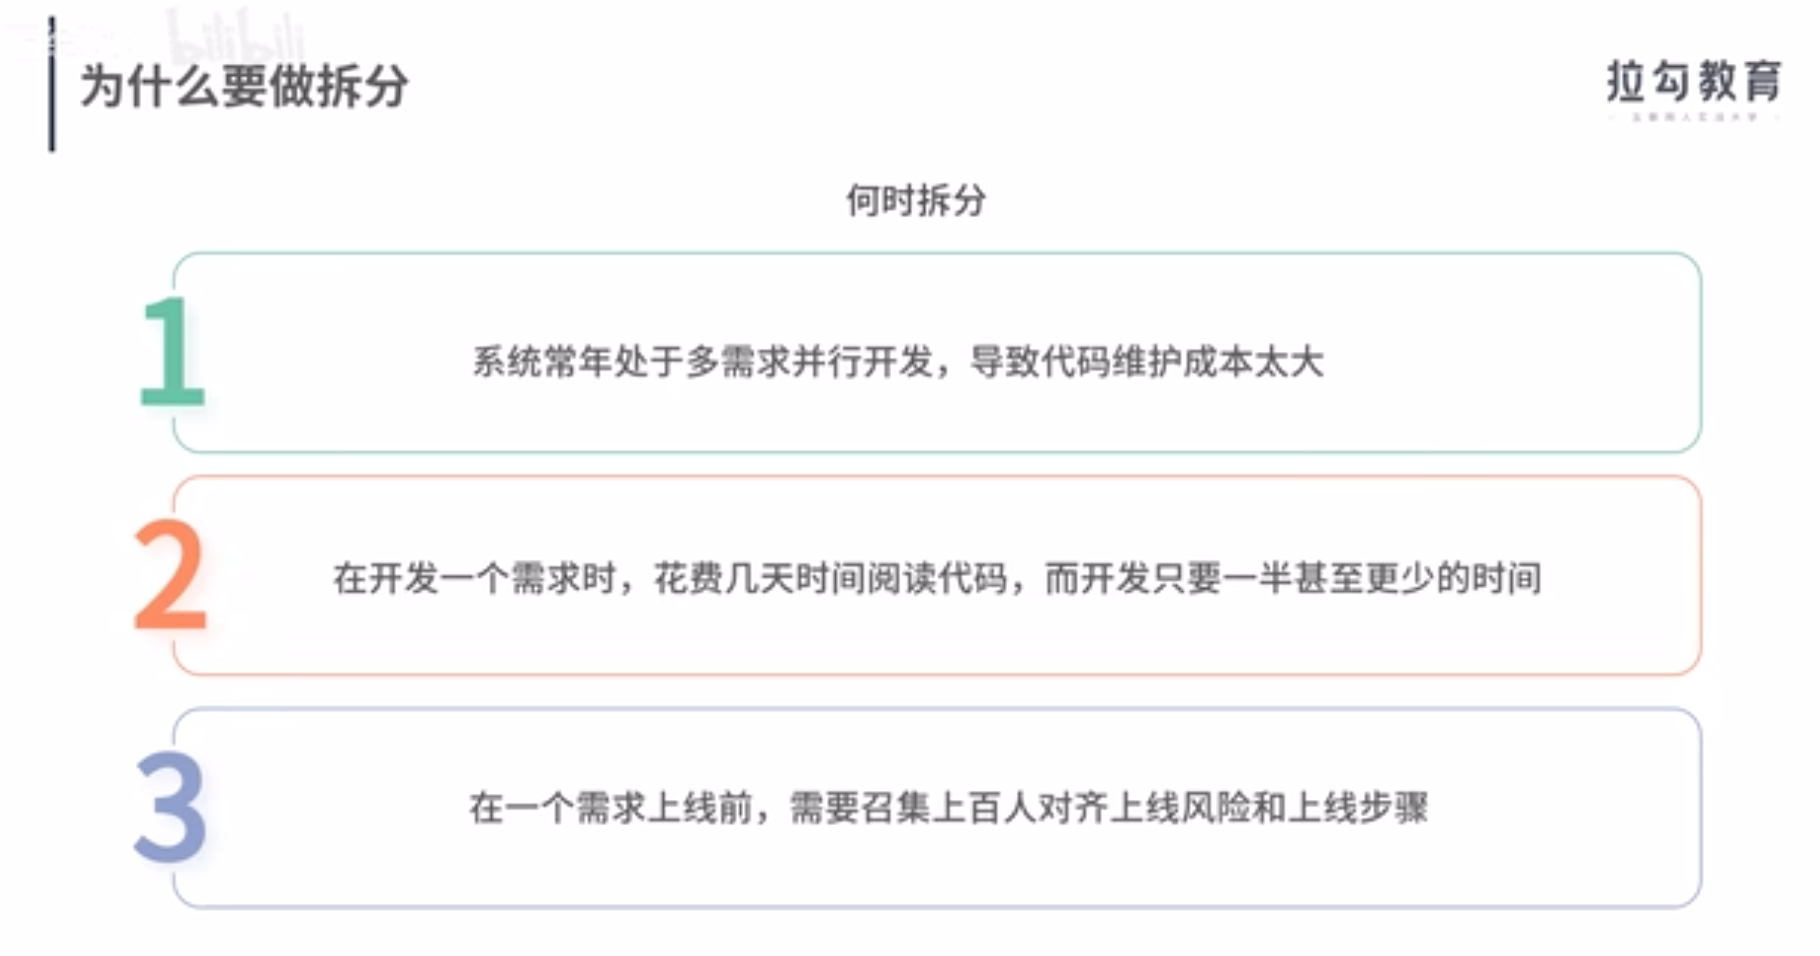 bilibili
为什么要做拆分
拉勾教育
何时拆分
1
系统常年处于多需求并行开发，导致代码维护成本太大
2
在开发一个需求时，花费几天时间阅读代码，而开发只要一半甚至更少的时间
3
在一个需求上线前，需要召集上百人对齐上线风险和上线步骤